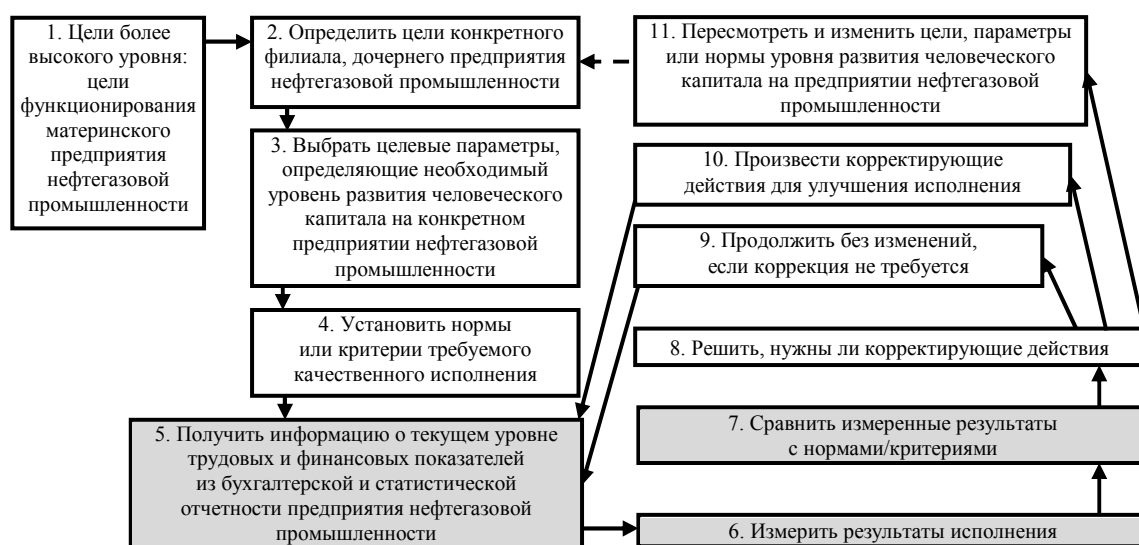 1. Цели более
высокого уровня:
цели
функционирования
материнского
предприятия
нефтегазовой
промышленности
2. Определить цели конкретного
филиала, дочернего предприятия
нефтегазовой промышленности
3. Выбрать целевые параметры,
определяющие необходимый
уровень развития человеческого
капитала на конкретном
предприятии нефтегазовой
промышленности
4. Установить нормы
или критерии требуемого
качественного исполнения
5. Получить информацию о текущем уровне
трудовых и финансовых показателей
из бухгалтерской и статистической
отчетности предприятия нефтегазовой
промышленности
6. Измерить результаты исполнения
7. Сравнить измеренные результаты
с нормами/критериями
8. Решить, нужны ли корректирующие действия
9. Продолжить без изменений,
если коррекция не требуется
10. Произвести корректирующие
действия для улучшения исполнения
11. Пересмотреть и изменить цели, параметры
или нормы уровня развития человеческого
капитала на предприятии нефтегазовой
промышленности